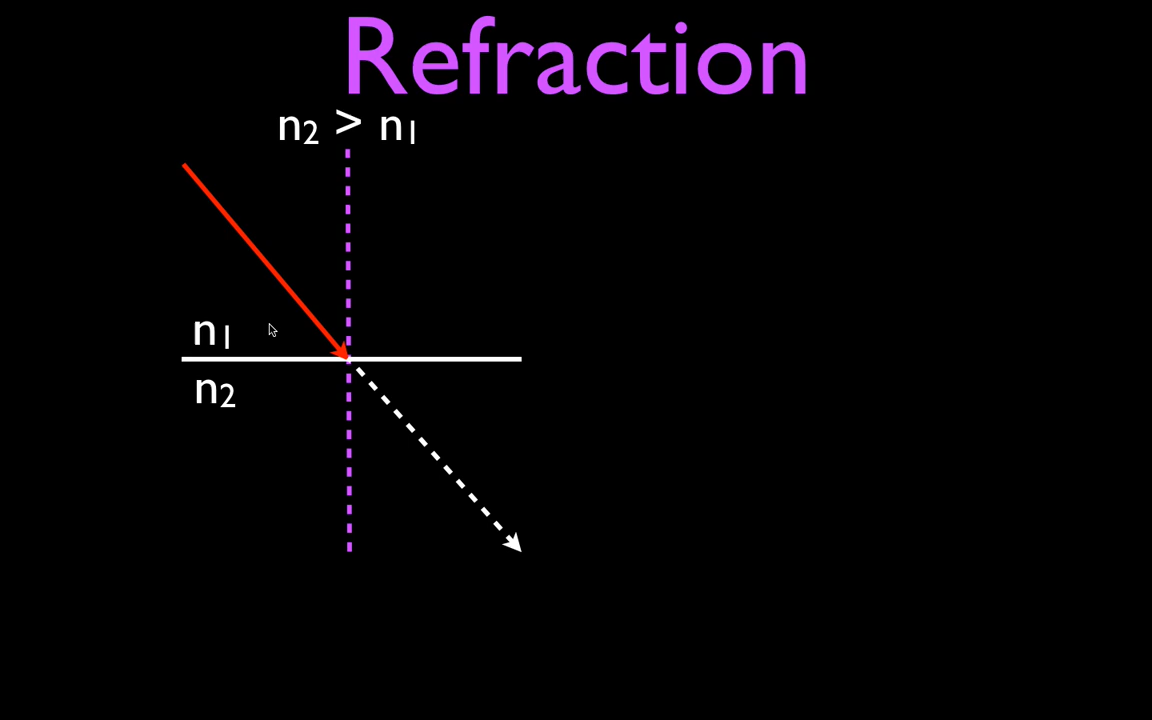 Refraction
n₂ > n₁
n₁
n₂